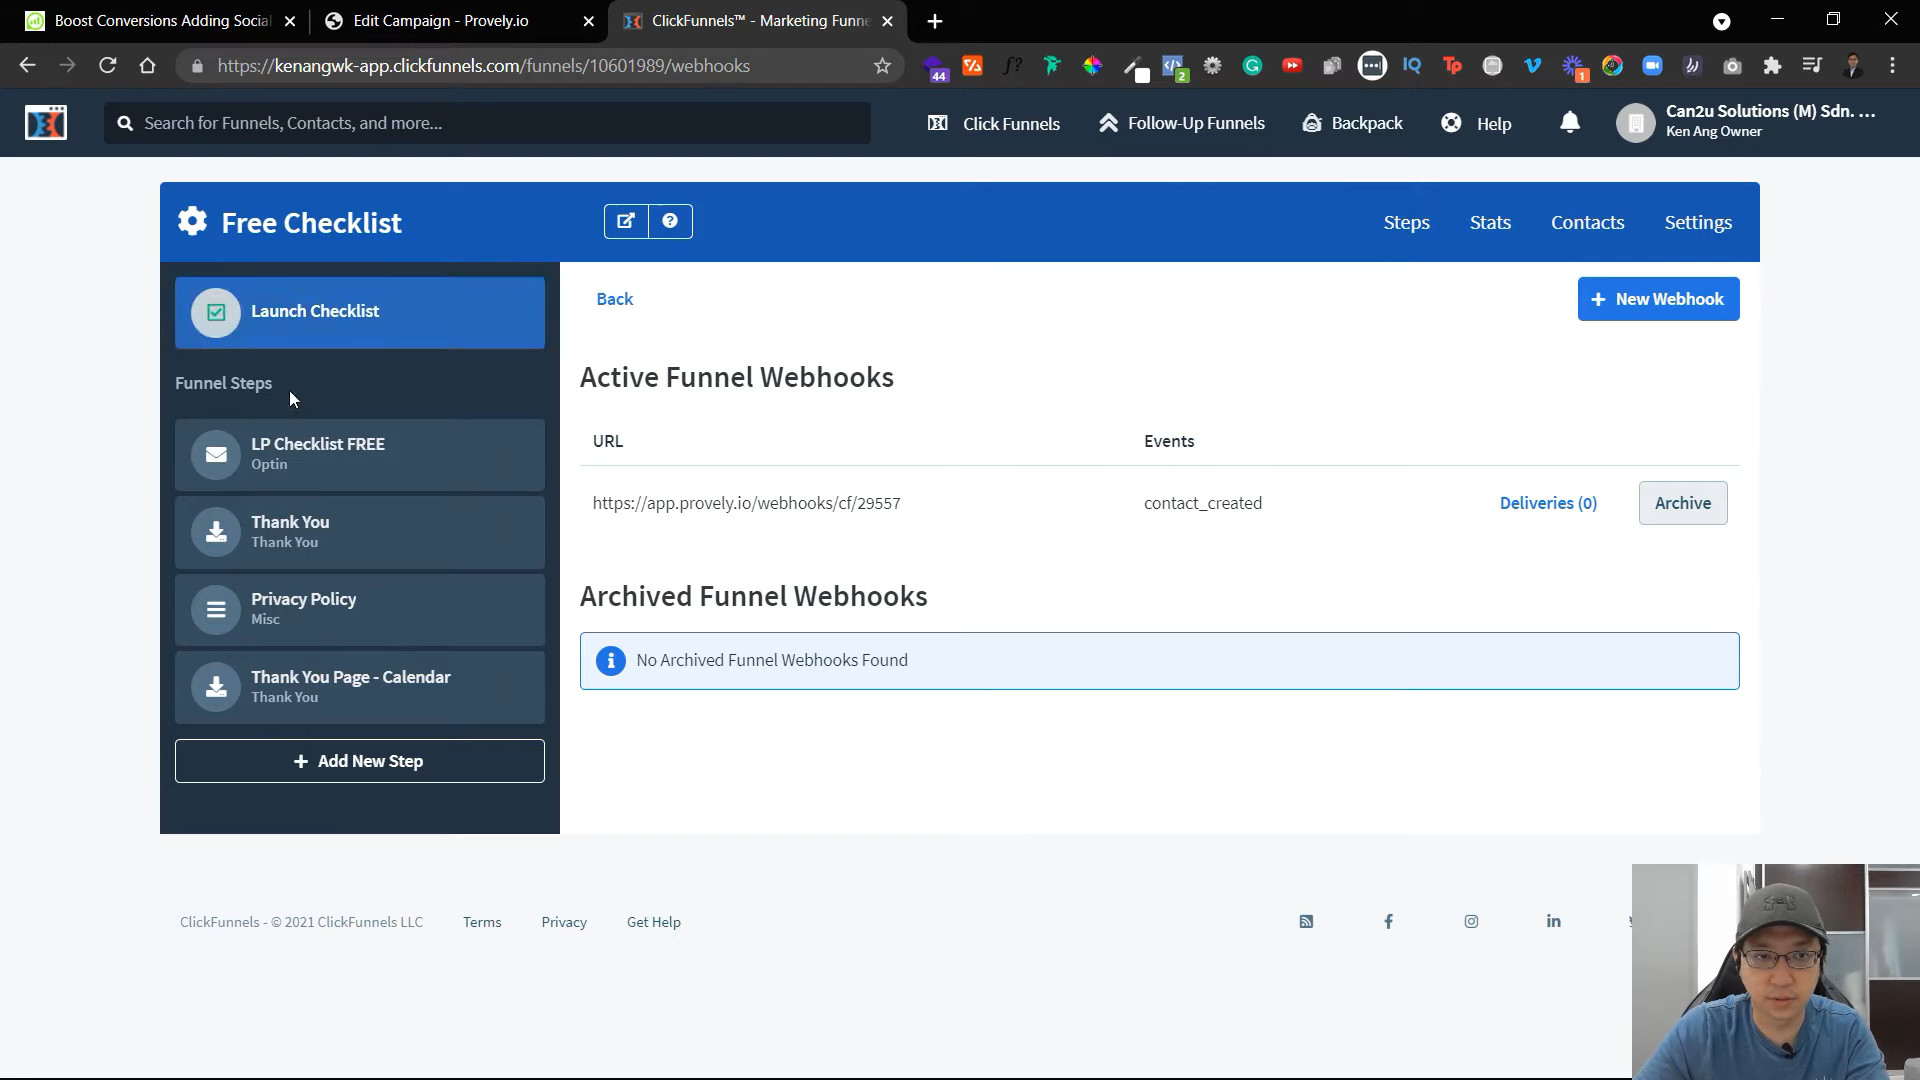 Boost Conversions Adding Social
Edit Campaign - Provely.io
ClickFunnels™ - Marketing Funne
https://kenangwk-app.clickfunnels.com/funnels/10601989/webhooks
44
f?
2
IQ
Tp
1
Search for Funnels, Contacts, and more...
Click Funnels
Follow-Up Funnels
Backpack
Help
Can2u Solutions (M) Sdn. ...
Ken Ang Owner
Free Checklist
Steps
Stats
Contacts
Settings
Launch Checklist
Back
+ New Webhook
Funnel Steps
Active Funnel Webhooks
LP Checklist FREE
Optin
URL
Events
Thank You
Thank You
https://app.provely.io/webhooks/cf/29557
contact_created
Deliveries (0)
Archive
Privacy Policy
Misc
Archived Funnel Webhooks
No Archived Funnel Webhooks Found
Thank You Page - Calendar
Thank You
+ Add New Step
ClickFunnels - © 2021 ClickFunnels LLC
Terms
Privacy
Get Help